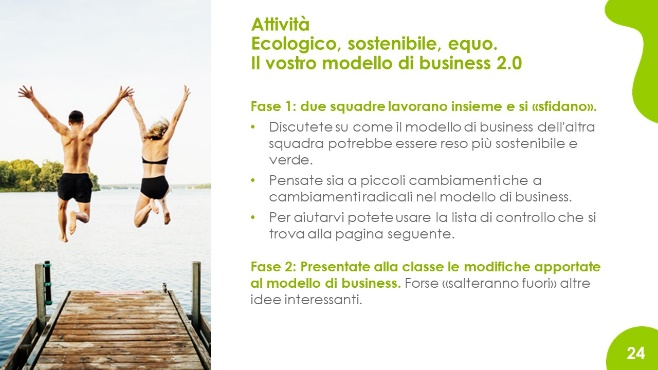 Attività
Ecologico, sostenibile, equo.
Il vostro modello di business 2.0
Fase 1: due squadre lavorano insieme e si «sfidano».
• Discutete su come il modello di business dell'altra
squadra potrebbe essere reso più sostenibile e
verde.
• Pensate sia a piccoli cambiamenti che a
cambiamenti radicali nel modello di business.
• Per aiutarvi potete usare la lista di controllo che si
trova alla pagina seguente.
Fase 2: Presentate alla classe le modifiche apportate
al modello di business. Forse «salteranno fuori» altre
idee interessanti.
24